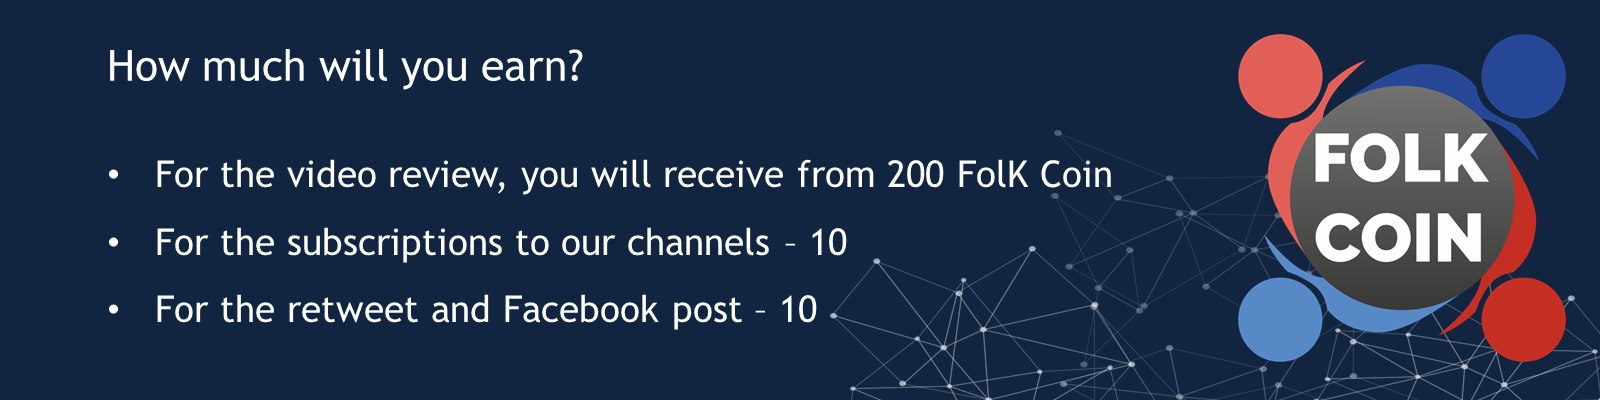 How much will you earn?
• For the video review, you will receive from 200 FolK Coin
• For the subscriptions to our channels – 10
• For the retweet and Facebook post – 10
FOLK
COIN